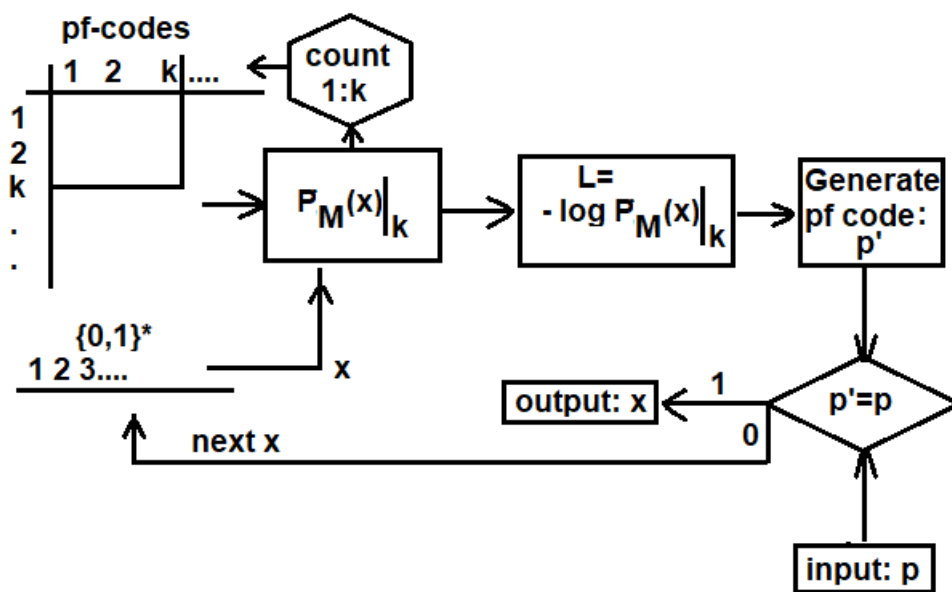 pf-codes
1 2 k ....
1
2
k
.
.
count
1:k
P_M(x)|_k
L=
- log P_M(x)|_k
Generate
pf code:
p'
{0,1}*
1 2 3....
x
output: x
1
p'=p
0
next x
input: p